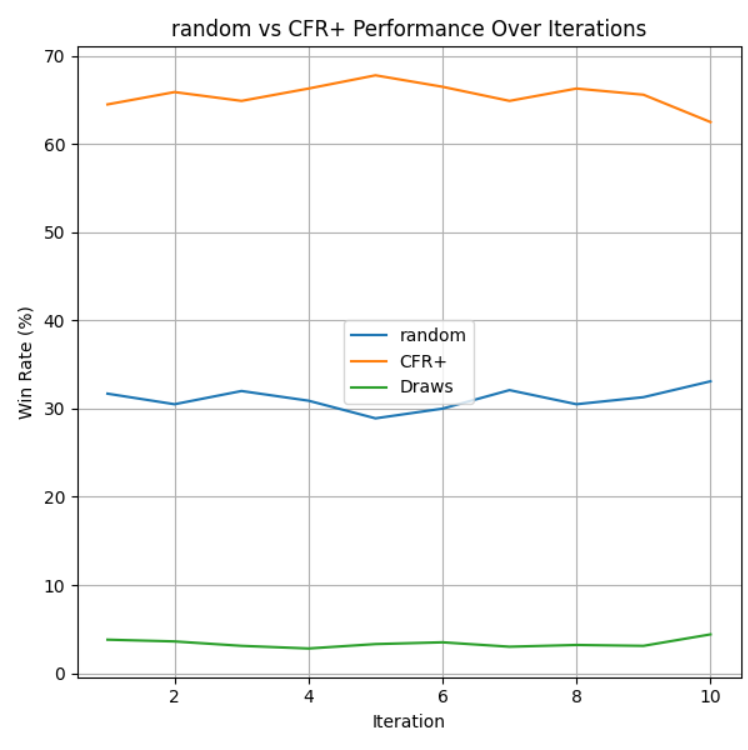 random vs CFR+ Performance Over Iterations
70
60
50
40
30
20
10
0
Win Rate (%)
random
CFR+
Draws
2
4
6
8
10
Iteration